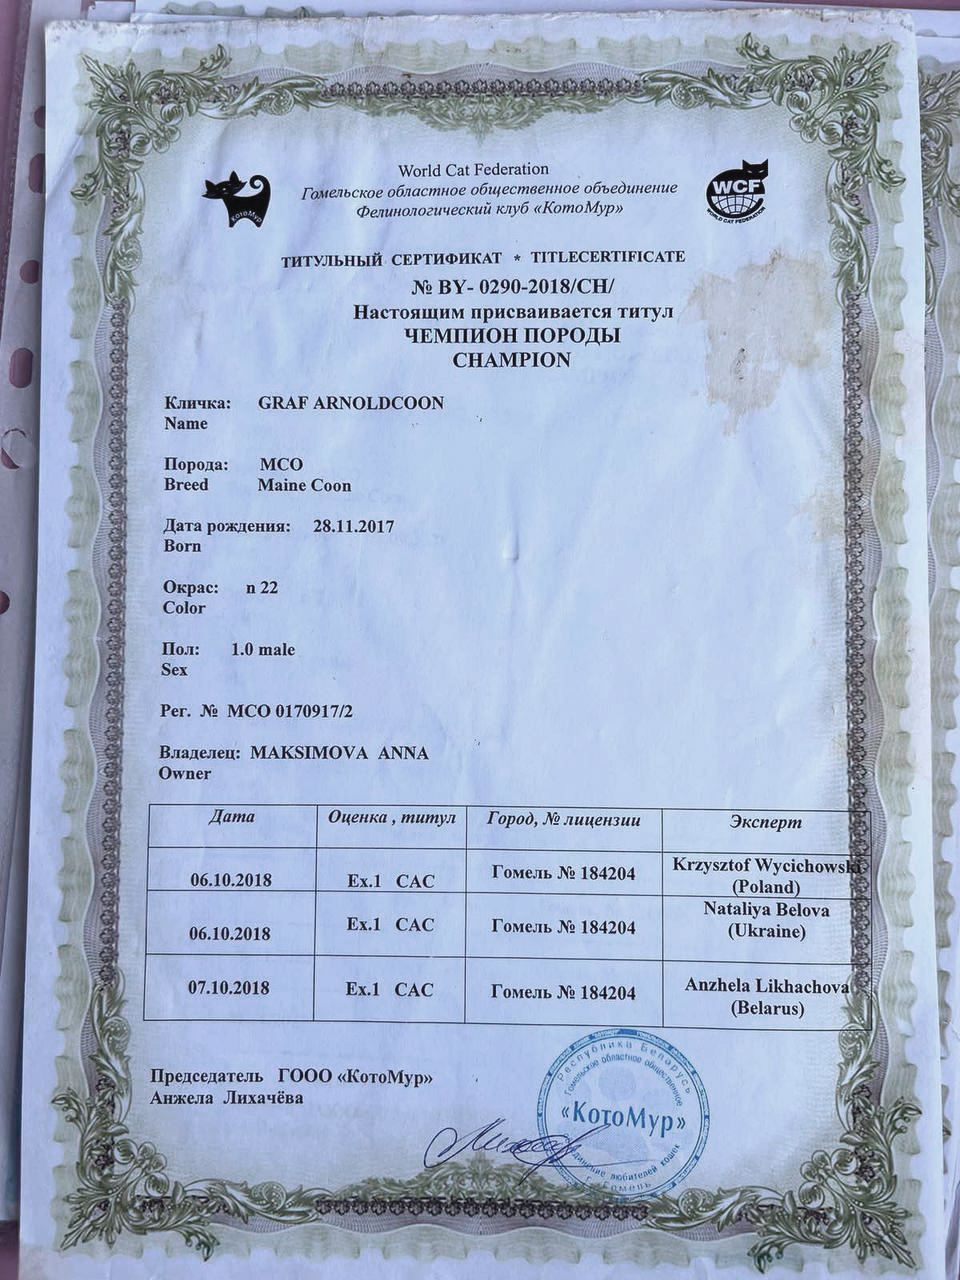 World Cat Federation
Гомельское областное общественное объединение
Фелинологический клуб «КотоМур»
КотоМур
WCF
WORLD CAT FEDERATION
ТИТУЛЬНЫЙ СЕРТИФИКАТ * TITLECERTIFICATE
№ BY- 0290-2018/CH/
Настоящим присваивается титул
ЧЕМПИОН ПОРОДЫ
CHAMPION
Кличка: GRAF ARNOLDCOON
Name
Порода: MCO
Breed Maine Coon
Дата рождения: 28.11.2017
Born
Окрас: n 22
Color
Пол: 1.0 male
Sex
Рег. № MCO 0170917/2
Владелец: MAKSIMOVA ANNA
Owner
Дата Оценка , титул Город, № лицензии Эксперт
06.10.2018 Ex.1 CAC Гомель № 184204 Krzysztof Wycichowski (Poland)
06.10.2018 Ex.1 CAC Гомель № 184204 Nataliya Belova (Ukraine)
07.10.2018 Ex.1 CAC Гомель № 184204 Anzhela Likhachova (Belarus)
Председатель ГООО «КотоМур»
Анжела Лихачёва
Республика Беларусь
Гомельское областное общественное
«КотоМур»
объединение любителей кошек
г. Гомель